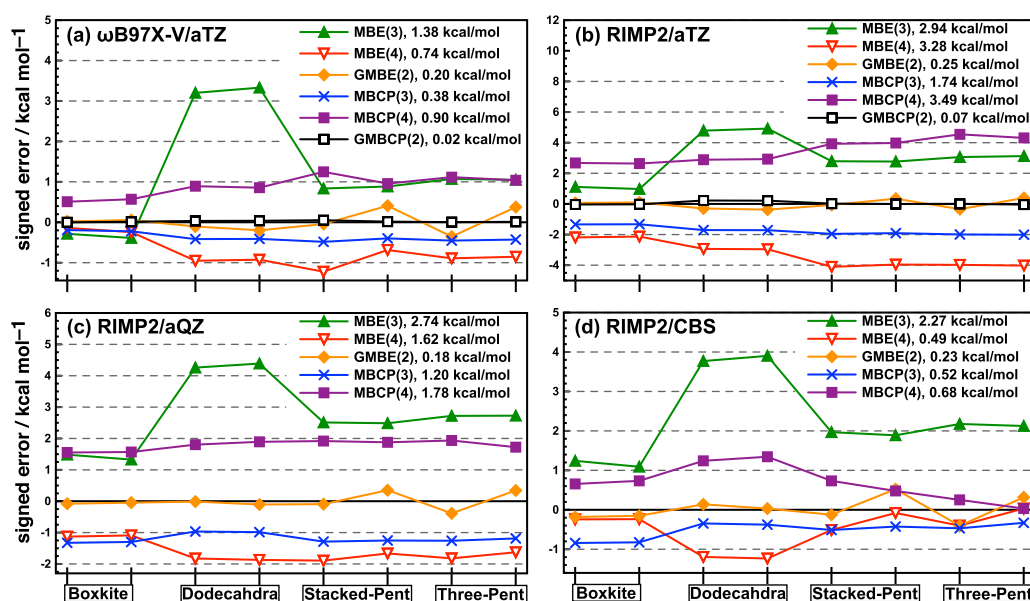 (a) ωB97X-V/aTZ
MBE(3), 1.38 kcal/mol
MBE(4), 0.74 kcal/mol
GMBE(2), 0.20 kcal/mol
MBCP(3), 0.38 kcal/mol
MBCP(4), 0.90 kcal/mol
GMBCP(2), 0.02 kcal/mol
signed error / kcal mol⁻¹
5
4
3
2
1
0
-1
(b) RIMP2/aTZ
MBE(3), 2.94 kcal/mol
MBE(4), 3.28 kcal/mol
GMBE(2), 0.25 kcal/mol
MBCP(3), 1.74 kcal/mol
MBCP(4), 3.49 kcal/mol
GMBCP(2), 0.07 kcal/mol
12
10
8
6
4
2
0
-2
-4
(c) RIMP2/aQZ
MBE(3), 2.74 kcal/mol
MBE(4), 1.62 kcal/mol
GMBE(2), 0.18 kcal/mol
MBCP(3), 1.20 kcal/mol
MBCP(4), 1.78 kcal/mol
signed error / kcal mol⁻¹
6
5
4
3
2
1
0
-1
-2
Boxkite Dodecahdra Stacked-Pent Three-Pent
(d) RIMP2/CBS
MBE(3), 2.27 kcal/mol
MBE(4), 0.49 kcal/mol
GMBE(2), 0.23 kcal/mol
MBCP(3), 0.52 kcal/mol
MBCP(4), 0.68 kcal/mol
5
4
3
2
1
0
-1
Boxkite Dodecahdra Stacked-Pent Three-Pent